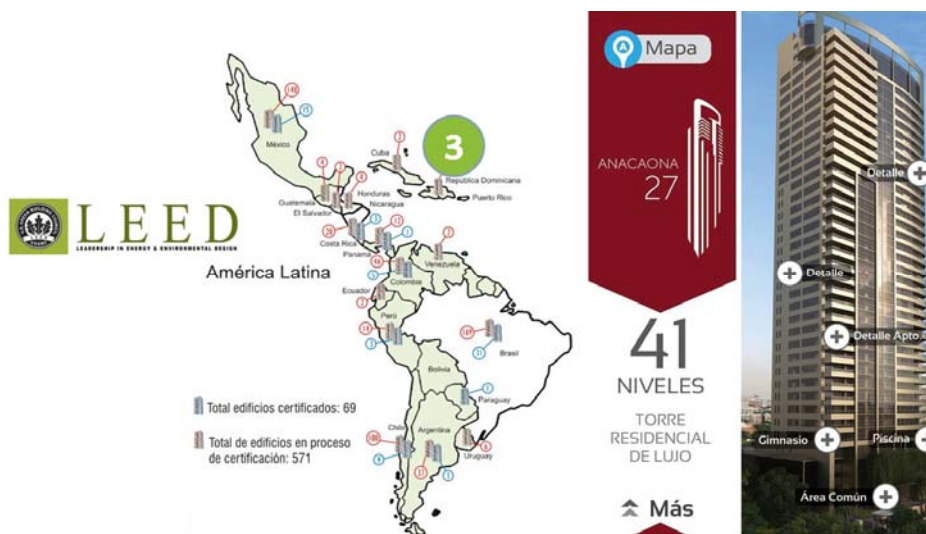 LEED
LEADERSHIP IN ENERGY & ENVIRONMENTAL DESIGN
América Latina
México
Cuba
3
Republica Dominicana
Puerto Rico
Honduras
Guatemala
Nicaragua
El Salvador
Costa Rica
Panamá
Venezuela
Colombia
Ecuador
Perú
Brasil
Bolivia
Paraguay
Chile
Argentina
Uruguay
Total edificios certificados: 69
Total de edificios en proceso
de certificación: 571
A Mapa
ANACAONA
27
41
NIVELES
TORRE
RESIDENCIAL
DE LUJO
Más
Detalle
Detalle
Detalle Apto.
Gimnasio
Piscina
Área Común